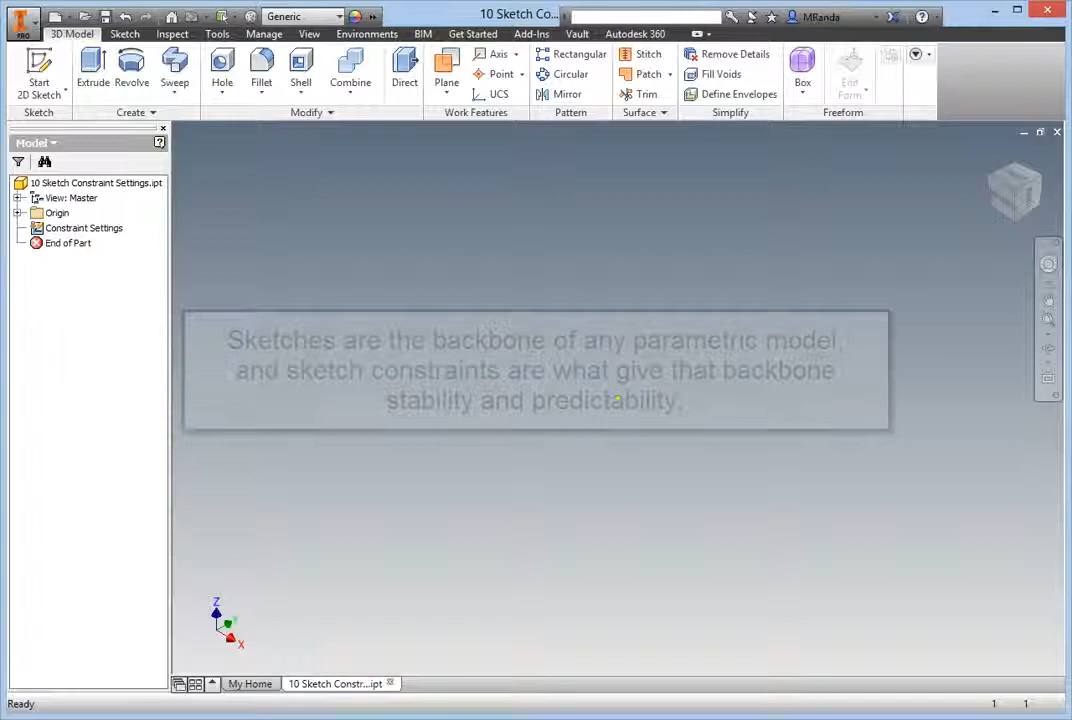 PRO
Generic
10 Sketch Co...
MRanda
3D Model Sketch Inspect Tools Manage View Environments BIM Get Started Add-Ins Vault Autodesk 360
Start
2D Sketch
Extrude Revolve Sweep
Hole Fillet Shell Combine Direct
Plane
Axis
Point
UCS
Rectangular
Circular
Mirror
Stitch
Patch
Trim
Remove Details
Fill Voids
Define Envelopes
Box
End
Form
Sketch Create Modify Work Features Pattern Surface Simplify Freeform
Model
10 Sketch Constraint Settings.ipt
View: Master
Origin
Constraint Settings
End of Part
Sketches are the backbone of any parametric model,
and sketch constraints are what give that backbone
stability and predictability.
Z
X
My Home 10 Sketch Constr...ipt
Ready 1 1